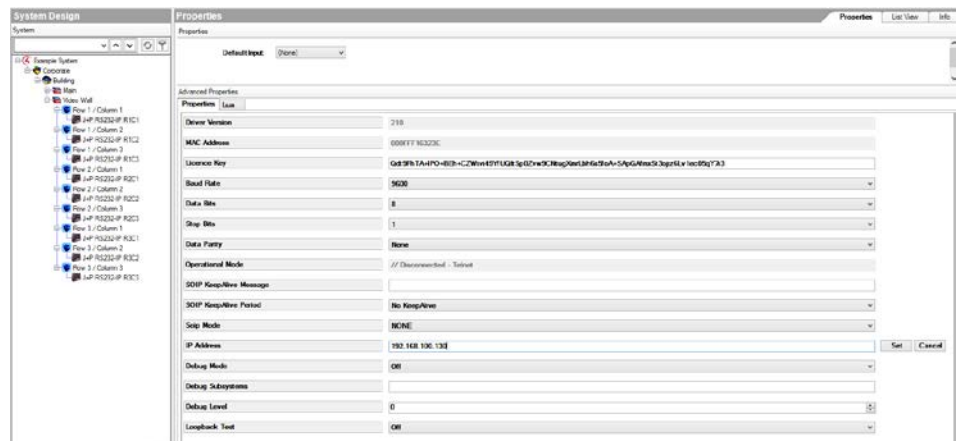 System Design
System
Example System
Corporate
Building
Main
Video Wall
Row 1 / Column 1
J+P RS232-IP R1C1
Row 1 / Column 2
J+P RS232-IP R1C2
Row 1 / Column 3
J+P RS232-IP R1C3
Row 2 / Column 1
J+P RS232-IP R2C1
Row 2 / Column 2
J+P RS232-IP R2C2
Row 2 / Column 3
J+P RS232-IP R2C3
Row 3 / Column 1
J+P RS232-IP R3C1
Row 3 / Column 2
J+P RS232-IP R3C2
Row 3 / Column 3
J+P RS232-IP R3C3
Properties
Properties List View Info
Properties
Default Input (None)
Advanced Properties
Properties Lua
Driver Version 210
MAC Address
Licence Key
Baud Rate 9600
Data Bits 8
Stop Bits 1
Data Parity None
Operational Mode // Disconnected - Telnet
SOIP KeepAlive Message
SOIP KeepAlive Period No KeepAlive
Soip Mode NONE
IP Address 192.168.100.130 Set Cancel
Debug Mode Off
Debug Subsystems
Debug Level 0
Loopback Test Off